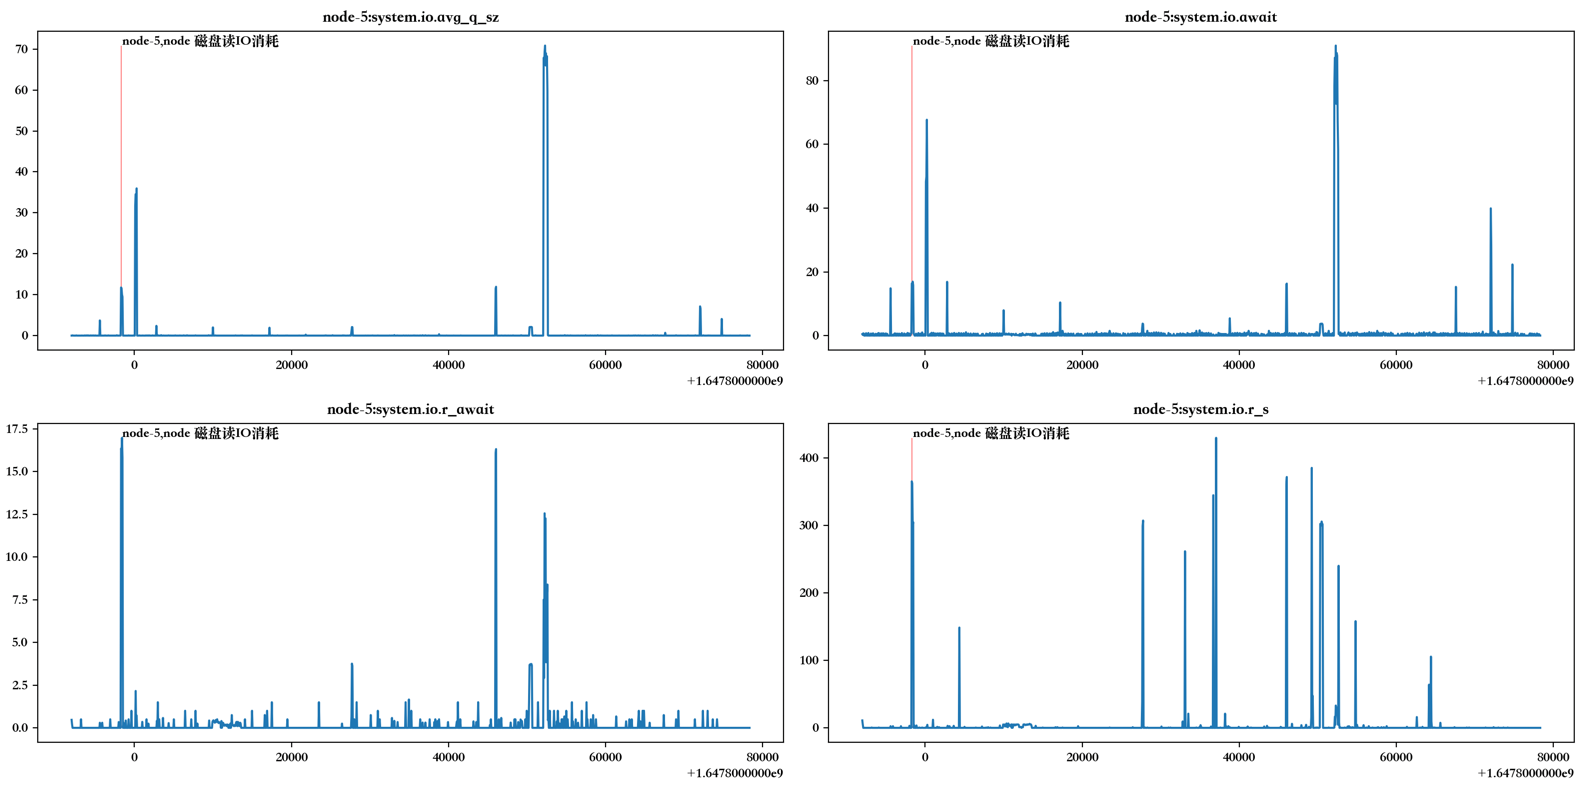 node-5:system.io.avg_q_sz
node-5,node 磁盘读IO消耗
70
60
50
40
30
20
10
0
0 20000 40000 60000 80000
+1.6478000000e9
node-5:system.io.await
node-5,node 磁盘读IO消耗
80
60
40
20
0
0 20000 40000 60000 80000
+1.6478000000e9
node-5:system.io.r_await
node-5,node 磁盘读IO消耗
17.5
15.0
12.5
10.0
7.5
5.0
2.5
0.0
0 20000 40000 60000 80000
+1.6478000000e9
node-5:system.io.r_s
node-5,node 磁盘读IO消耗
400
300
200
100
0
0 20000 40000 60000 80000
+1.6478000000e9